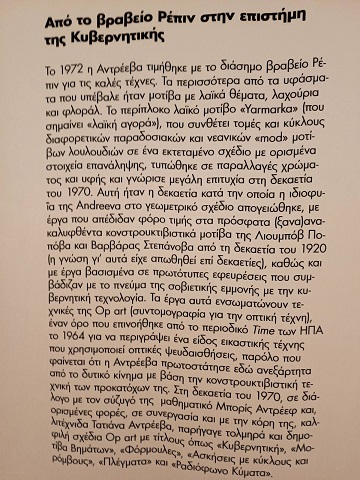 Από το βραβείο Ρέπιν στην επιστήμη
της Κυβερνητικής
Το 1972 η Αντρέεβα τιμήθηκε με το διάσημο βραβείο Ρέ-
πιν για τις καλές τέχνες. Τα περισσότερα από τα υφάσμα-
τα που υπέβαλε ήταν μοτίβα με λαϊκά θέματα, λαχούρια
και φλοράλ. Το περίπλοκο λαϊκό μοτίβο «Yarmarka» (που
σημαίνει «λαϊκή αγορά»), που συνθέτει τομές και κύκλους
διαφορετικών παραδοσιακών και νεανικών «mod» μοτί-
βων λουλουδιών σε ένα εκτεταμένο σχέδιο με ορισμένα
στοιχεία επανάληψης, τυπώθηκε σε παραλλαγές χρώμα-
τος και υφής και γνώρισε μεγάλη επιτυχία στη δεκαετία
του 1970. Αυτή ήταν η δεκαετία κατά την οποία η ιδιοφυ-
ΐα της Andreeva στο γεωμετρικό σχέδιο απογειώθηκε, με
έργα που απέδιδαν φόρο τιμής στα πρόσφατα (ξανα)ανα-
καλυφθέντα κονστρουκτιβιστικά μοτίβα της Λιουμπόβ Πο-
πόβα και Βαρβάρας Στεπάνοβα από τη δεκαετία του 1920
(η γνώση γι' αυτά είχε απωθηθεί επί δεκαετίες), καθώς και
με έργα βασισμένα σε πρωτότυπες εφευρέσεις που συμ-
βάδιζαν με το πνεύμα της σοβιετικής εμμονής με την κυ-
βερνητική τεχνολογία. Τα έργα αυτά ενσωματώνουν τε-
χνικές της Op art (συντομογραφία για την οπτική τέχνη),
έναν όρο που επινοήθηκε από το περιοδικό Time των ΗΠΑ
το 1964 για να περιγράψει ένα είδος εικαστικής τέχνης
που χρησιμοποιεί οπτικές ψευδαισθήσεις, παρόλο που
φαίνεται ότι η Αντρέεβα πρωτοστάτησε εδώ ανεξάρτητα
από το δυτικό κίνημα με βάση την κονστρουκτιβιστική τε-
χνική των προκατόχων της. Στη δεκαετία του 1970, σε διά-
λογο με τον σύζυγό της μαθηματικό Μπορίς Αντρέεφ και,
ορισμένες φορές, σε συνεργασία και με την κόρη της, καλ-
λιτέχνιδα Τατιάνα Αντρέεβα, παρήγαγε τολμηρά και δημο-
φιλή σχέδια Op art με τίτλους όπως «Κυβερνητική», «Μο-
τίβα Βημάτων», «Φόρμουλες», «Ασκήσεις με κύκλους και
ρόμβους», «Πλέγματα» και «Ραδιόφωνο Κύματα».